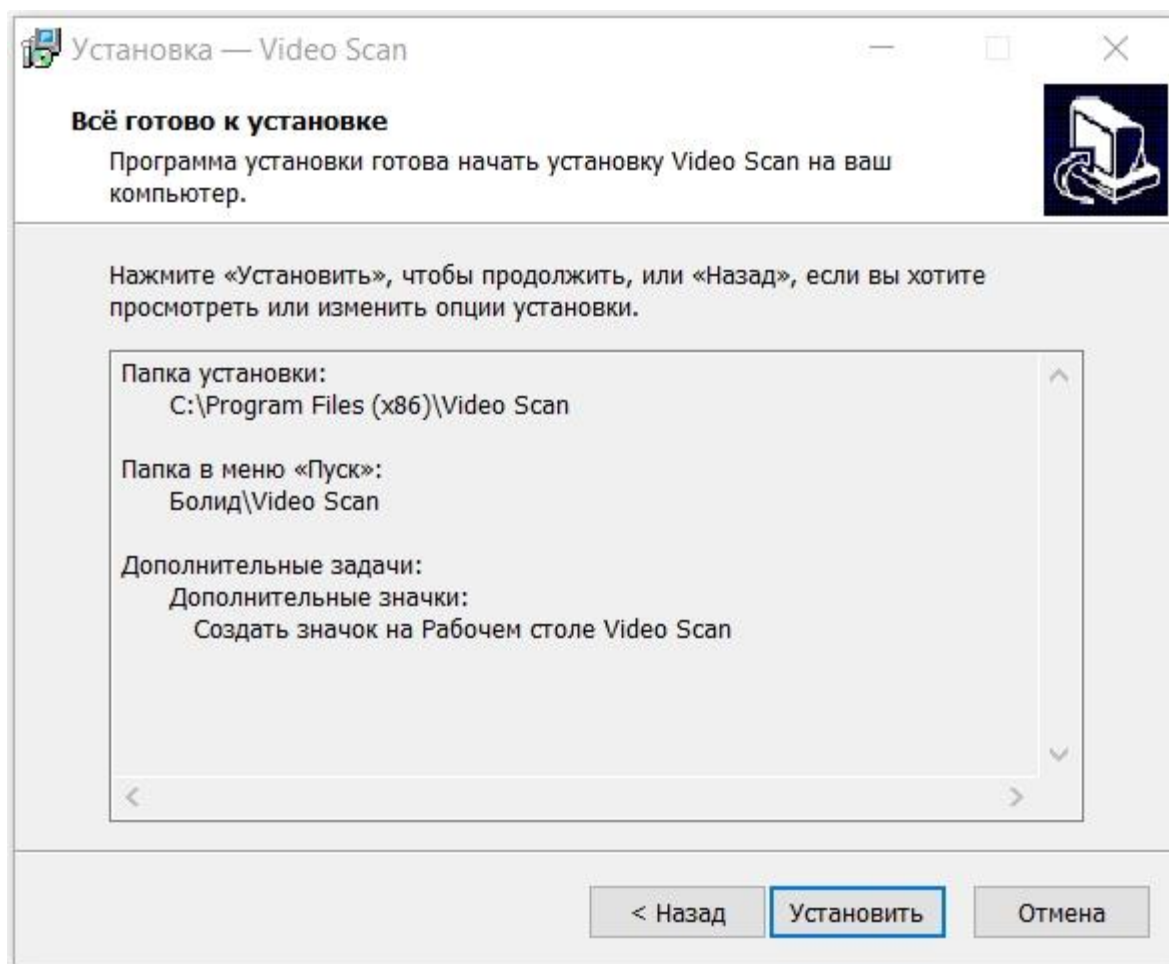 Установка — Video Scan
Всё готово к установке
Программа установки готова начать установку Video Scan на ваш
компьютер.
Нажмите «Установить», чтобы продолжить, или «Назад», если вы хотите
просмотреть или изменить опции установки.
Папка установки:
C:\Program Files (x86)\Video Scan
Папка в меню «Пуск»:
Болид\Video Scan
Дополнительные задачи:
Дополнительные значки:
Создать значок на Рабочем столе Video Scan
< Назад
Установить
Отмена